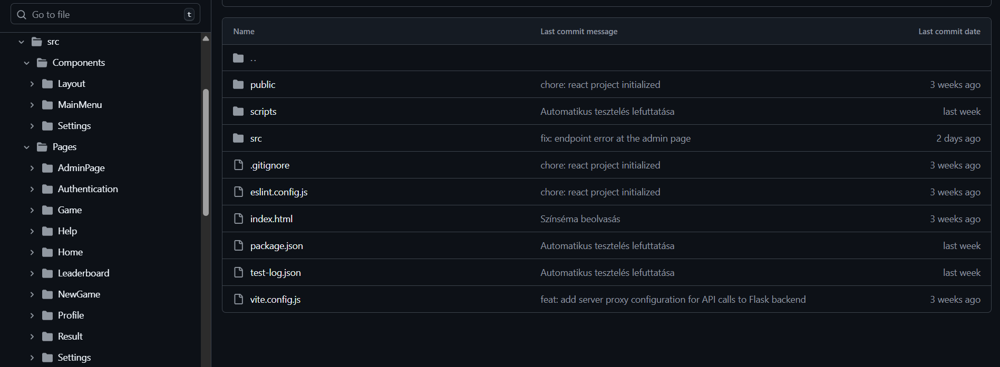 Go to file t
src
Components
Layout
MainMenu
Settings
Pages
AdminPage
Authentication
Game
Help
Home
Leaderboard
NewGame
Profile
Result
Settings
Name Last commit message Last commit date
..
public chore: react project initialized 3 weeks ago
scripts Automatikus tesztelés lefuttatása last week
src fix: endpoint error at the admin page 2 days ago
.gitignore chore: react project initialized 3 weeks ago
eslint.config.js chore: react project initialized 3 weeks ago
index.html Színséma beolvasás 3 weeks ago
package.json Automatikus tesztelés lefuttatása last week
test-log.json Automatikus tesztelés lefuttatása last week
vite.config.js feat: add server proxy configuration for API calls to Flask backend 3 weeks ago